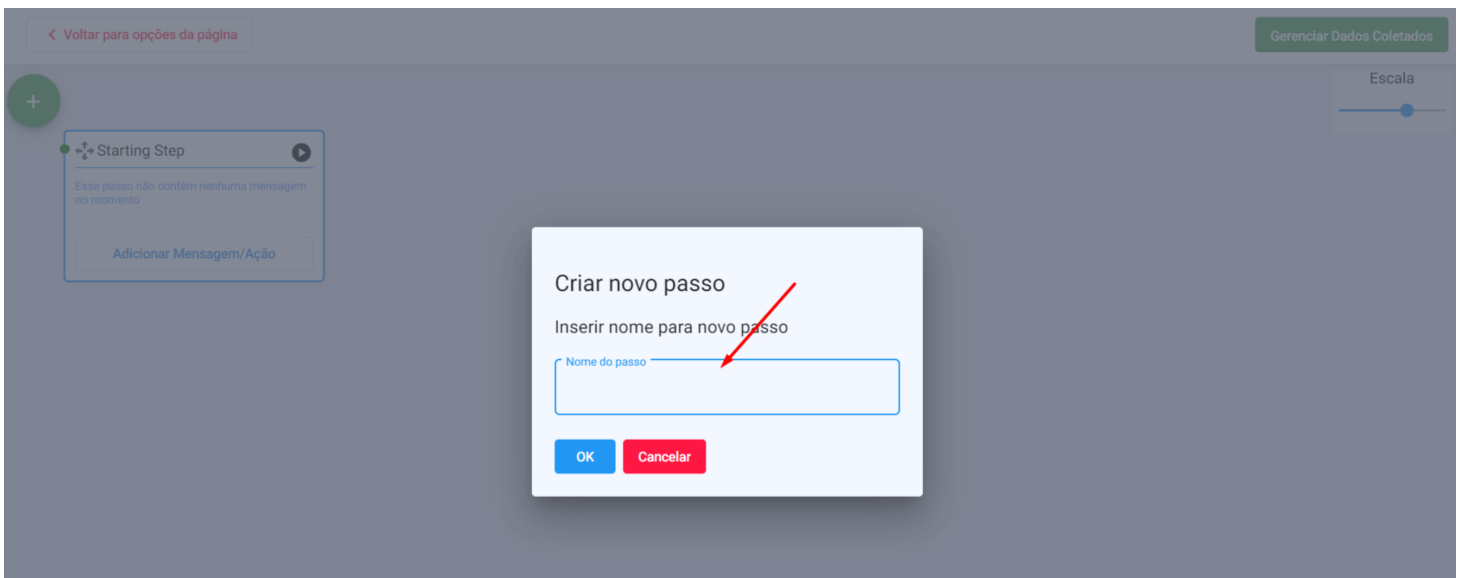 Voltar para opções da página
Gerenciar Dados Coletados
Escala
+
Starting Step
Esse passo não contém nenhuma mensagem
no momento
Adicionar Mensagem/Ação
Criar novo passo
Inserir nome para novo passo
Nome do passo
OK
Cancelar